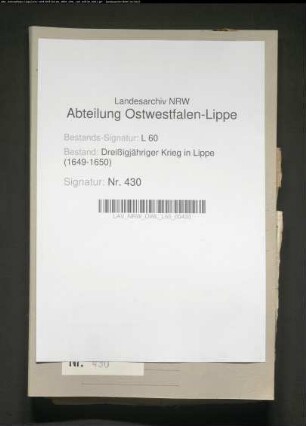 Landesarchiv NRW
Abteilung Ostwestfalen-Lippe
Bestands-Signatur: L 60
Bestand: Dreißigjähriger Krieg in Lippe
(1649-1650)
Signatur: Nr. 430
Nr. 430